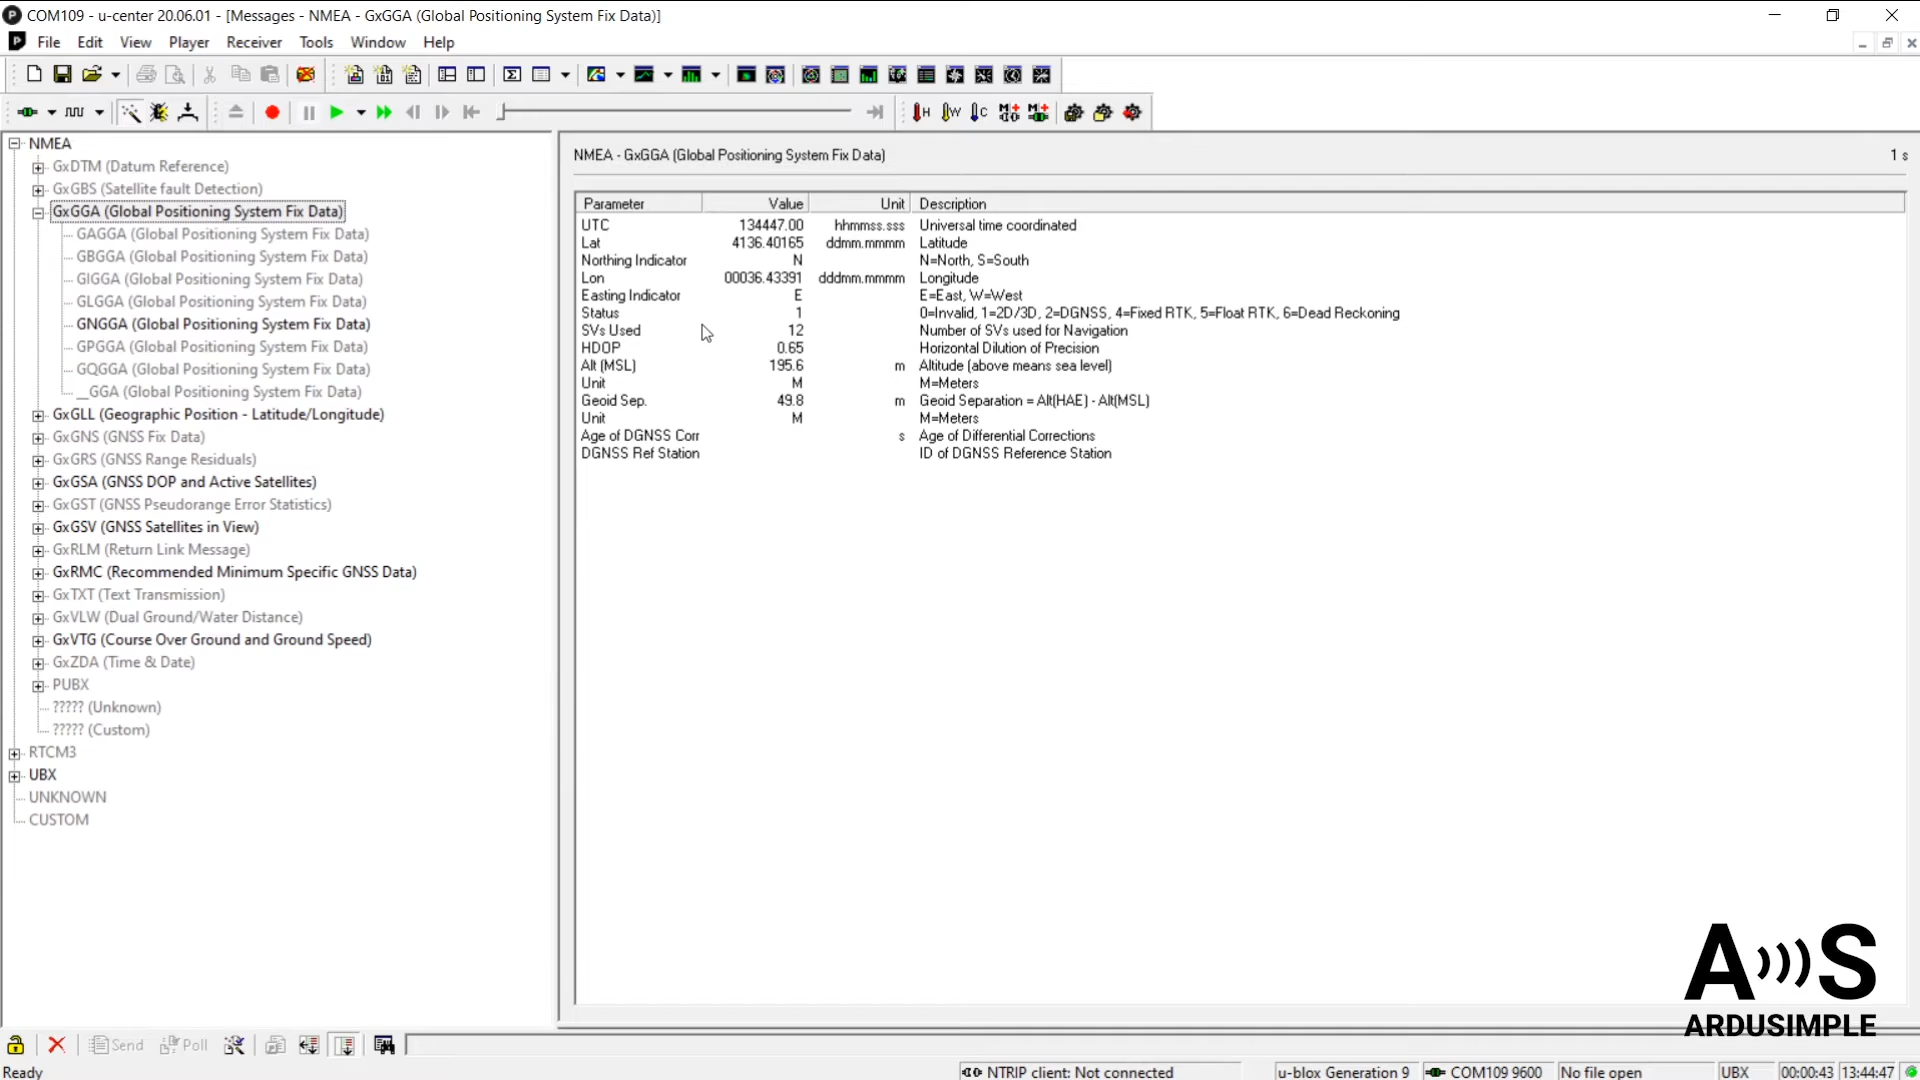 COM109 - u-center 20.06.01 - [Messages - NMEA - GxGGA (Global Positioning System Fix Data)]
File Edit View Player Receiver Tools Window Help
NMEA
GxDTM (Datum Reference)
GxGBS (Satellite fault Detection)
GxGGA (Global Positioning System Fix Data)
GAGGA (Global Positioning System Fix Data)
GBGGA (Global Positioning System Fix Data)
GIGGA (Global Positioning System Fix Data)
GLGGA (Global Positioning System Fix Data)
GNGGA (Global Positioning System Fix Data)
GPGGA (Global Positioning System Fix Data)
GQGGA (Global Positioning System Fix Data)
__GGA (Global Positioning System Fix Data)
GxGLL (Geographic Position - Latitude/Longitude)
GxGNS (GNSS Fix Data)
GxGRS (GNSS Range Residuals)
GxGSA (GNSS DOP and Active Satellites)
GxGST (GNSS Pseudorange Error Statistics)
GxGSV (GNSS Satellites in View)
GxRLM (Return Link Message)
GxRMC (Recommended Minimum Specific GNSS Data)
GxTXT (Text Transmission)
GxVLW (Dual Ground/Water Distance)
GxVTG (Course Over Ground and Ground Speed)
GxZDA (Time & Date)
PUBX
????? (Unknown)
????? (Custom)
RTCM3
UBX
UNKNOWN
CUSTOM
NMEA - GxGGA (Global Positioning System Fix Data) 1 s
Parameter Value Unit Description
UTC 134447.00 hhmmss.sss Universal time coordinated
Lat 4136.40165 ddmm.mmmm Latitude
Northing Indicator N N=North, S=South
Lon 00036.43391 dddmm.mmmm Longitude
Easting Indicator E E=East, W=West
Status 1 0=Invalid, 1=2D/3D, 2=DGNSS, 4=Fixed RTK, 5=Float RTK, 6=Dead Reckoning
SVs Used 12 Number of SVs used for Navigation
HDOP 0.65 Horizontal Dilution of Precision
Alt (MSL) 195.6 m Altitude (above means sea level)
Unit M M=Meters
Geoid Sep. 49.8 m Geoid Separation = Alt(HAE) - Alt(MSL)
Unit M M=Meters
Age of DGNSS Corr s Age of Differential Corrections
DGNSS Ref Station ID of DGNSS Reference Station
A S
ARDUSIMPLE
Send Poll
Ready NTRIP client: Not connected u-blox Generation 9 COM109 9600 No file open UBX 00:00:43 13:44:47